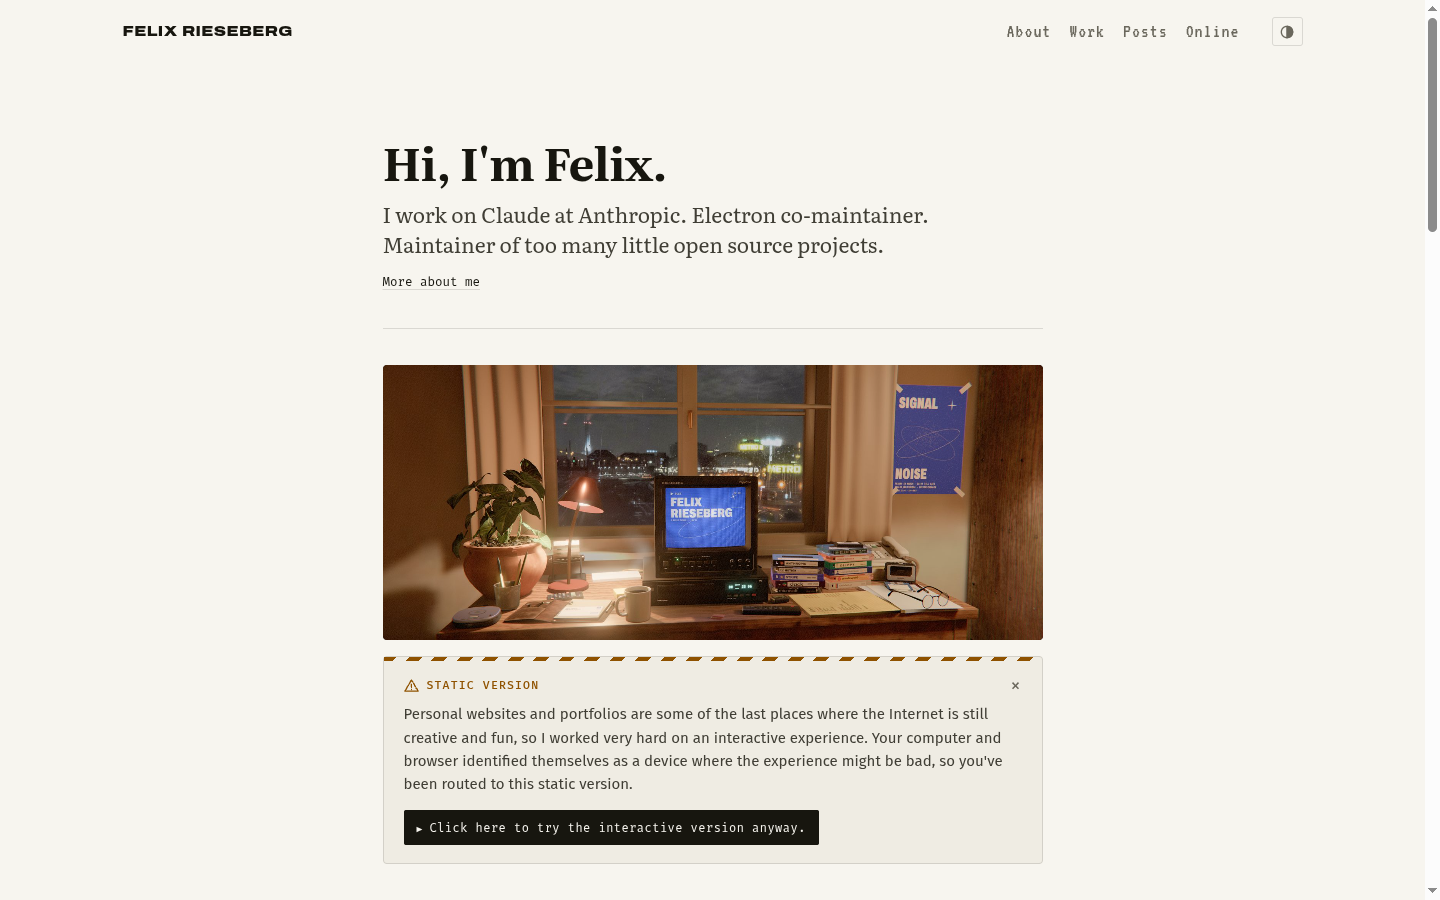 FELIX RIESEBERG
About Work Posts Online
Hi, I'm Felix.
I work on Claude at Anthropic. Electron co-maintainer.
Maintainer of too many little open source projects.
More about me
SIGNAL
NOISE
METRO
FELIX
RIESEBERG
STATIC VERSION
Personal websites and portfolios are some of the last places where the Internet is still
creative and fun, so I worked very hard on an interactive experience. Your computer and
browser identified themselves as a device where the experience might be bad, so you've
been routed to this static version.
Click here to try the interactive version anyway.